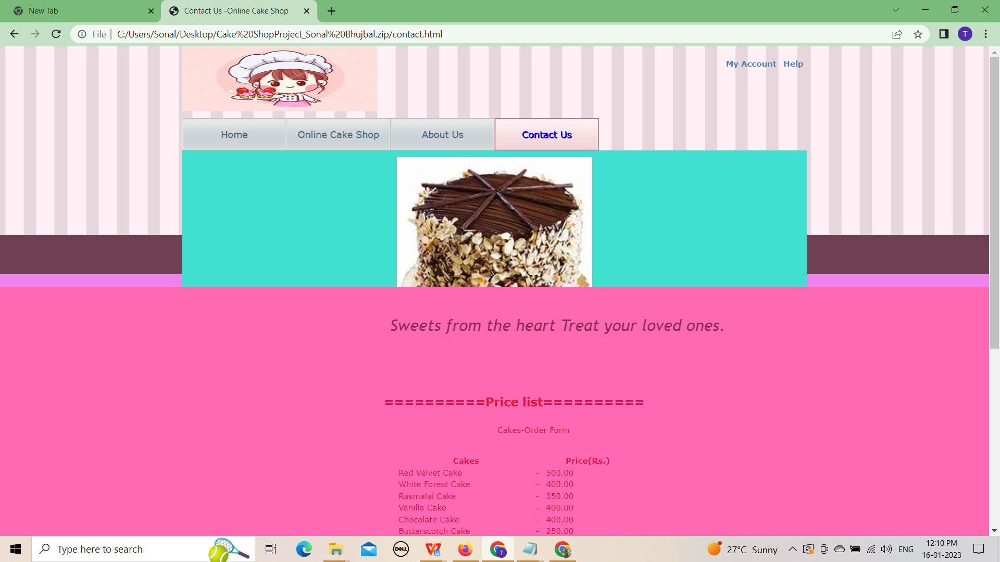 New Tab
Contact Us -Online Cake Shop
File
C:/Users/Sonal/Desktop/Cake%20ShopProject_Sonal%20Bhujbal.zip/contact.html
T
My Account
Help
Home
Online Cake Shop
About Us
Contact Us
Sweets from the heart Treat your loved ones.
==========Price list==========
Cakes-Order Form
Cakes Price(Rs.)
Red Velvet Cake - 500.00
White Forest Cake - 400.00
Rasmalai Cake - 350.00
Vanilla Cake - 400.00
Chocolate Cake - 400.00
Butterscotch Cake - 250.00
Type here to search
DELL
W
T
27°C Sunny
ENG
12:10 PM
16-01-2023